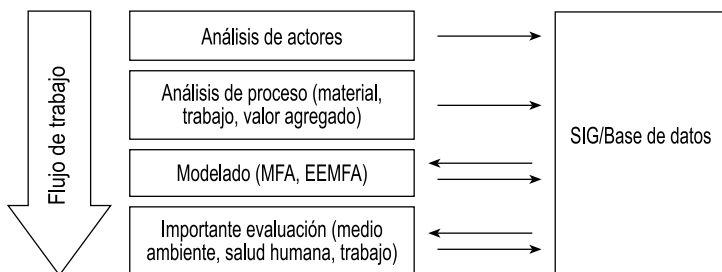 Flujo de trabajo
Análisis de actores
Análisis de proceso (material,
trabajo, valor agregado)
Modelado (MFA, EEMFA)
Importante evaluación (medio
ambiente, salud humana, trabajo)
SIG/Base de datos